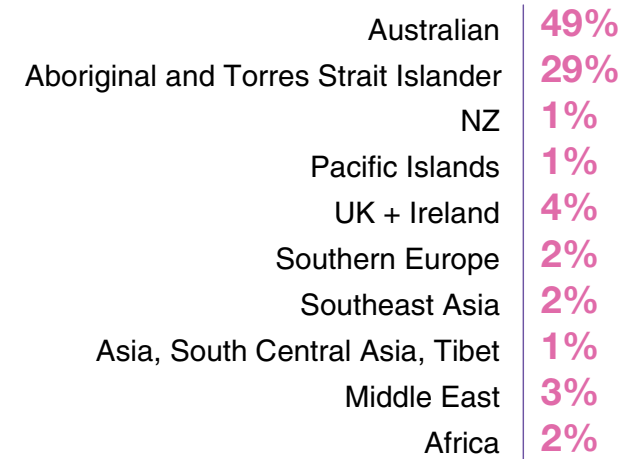 Australian 49%
Aboriginal and Torres Strait Islander 29%
NZ 1%
Pacific Islands 1%
UK + Ireland 4%
Southern Europe 2%
Southeast Asia 2%
Asia, South Central Asia, Tibet 1%
Middle East 3%
Africa 2%